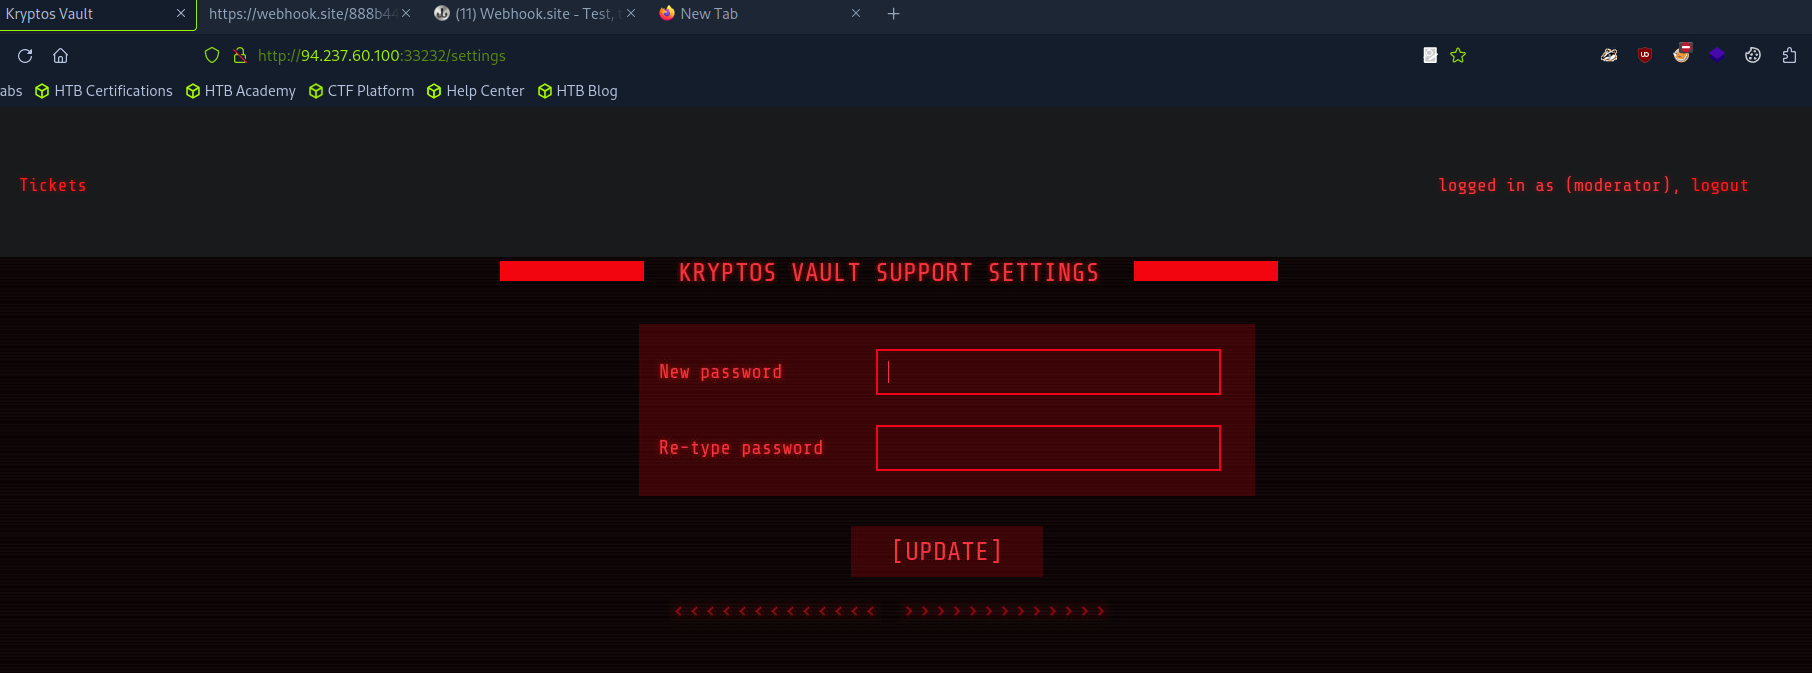 Kryptos Vault
https://webhook.site/888b44
(11) Webhook.site - Test,
New Tab
http://94.237.60.100:33232/settings
abs
HTB Certifications
HTB Academy
CTF Platform
Help Center
HTB Blog
Tickets
logged in as (moderator), logout
KRYPTOS VAULT SUPPORT SETTINGS
New password
Re-type password
[UPDATE]
<<<<<<<<<<<<< >>>>>>>>>>>>>